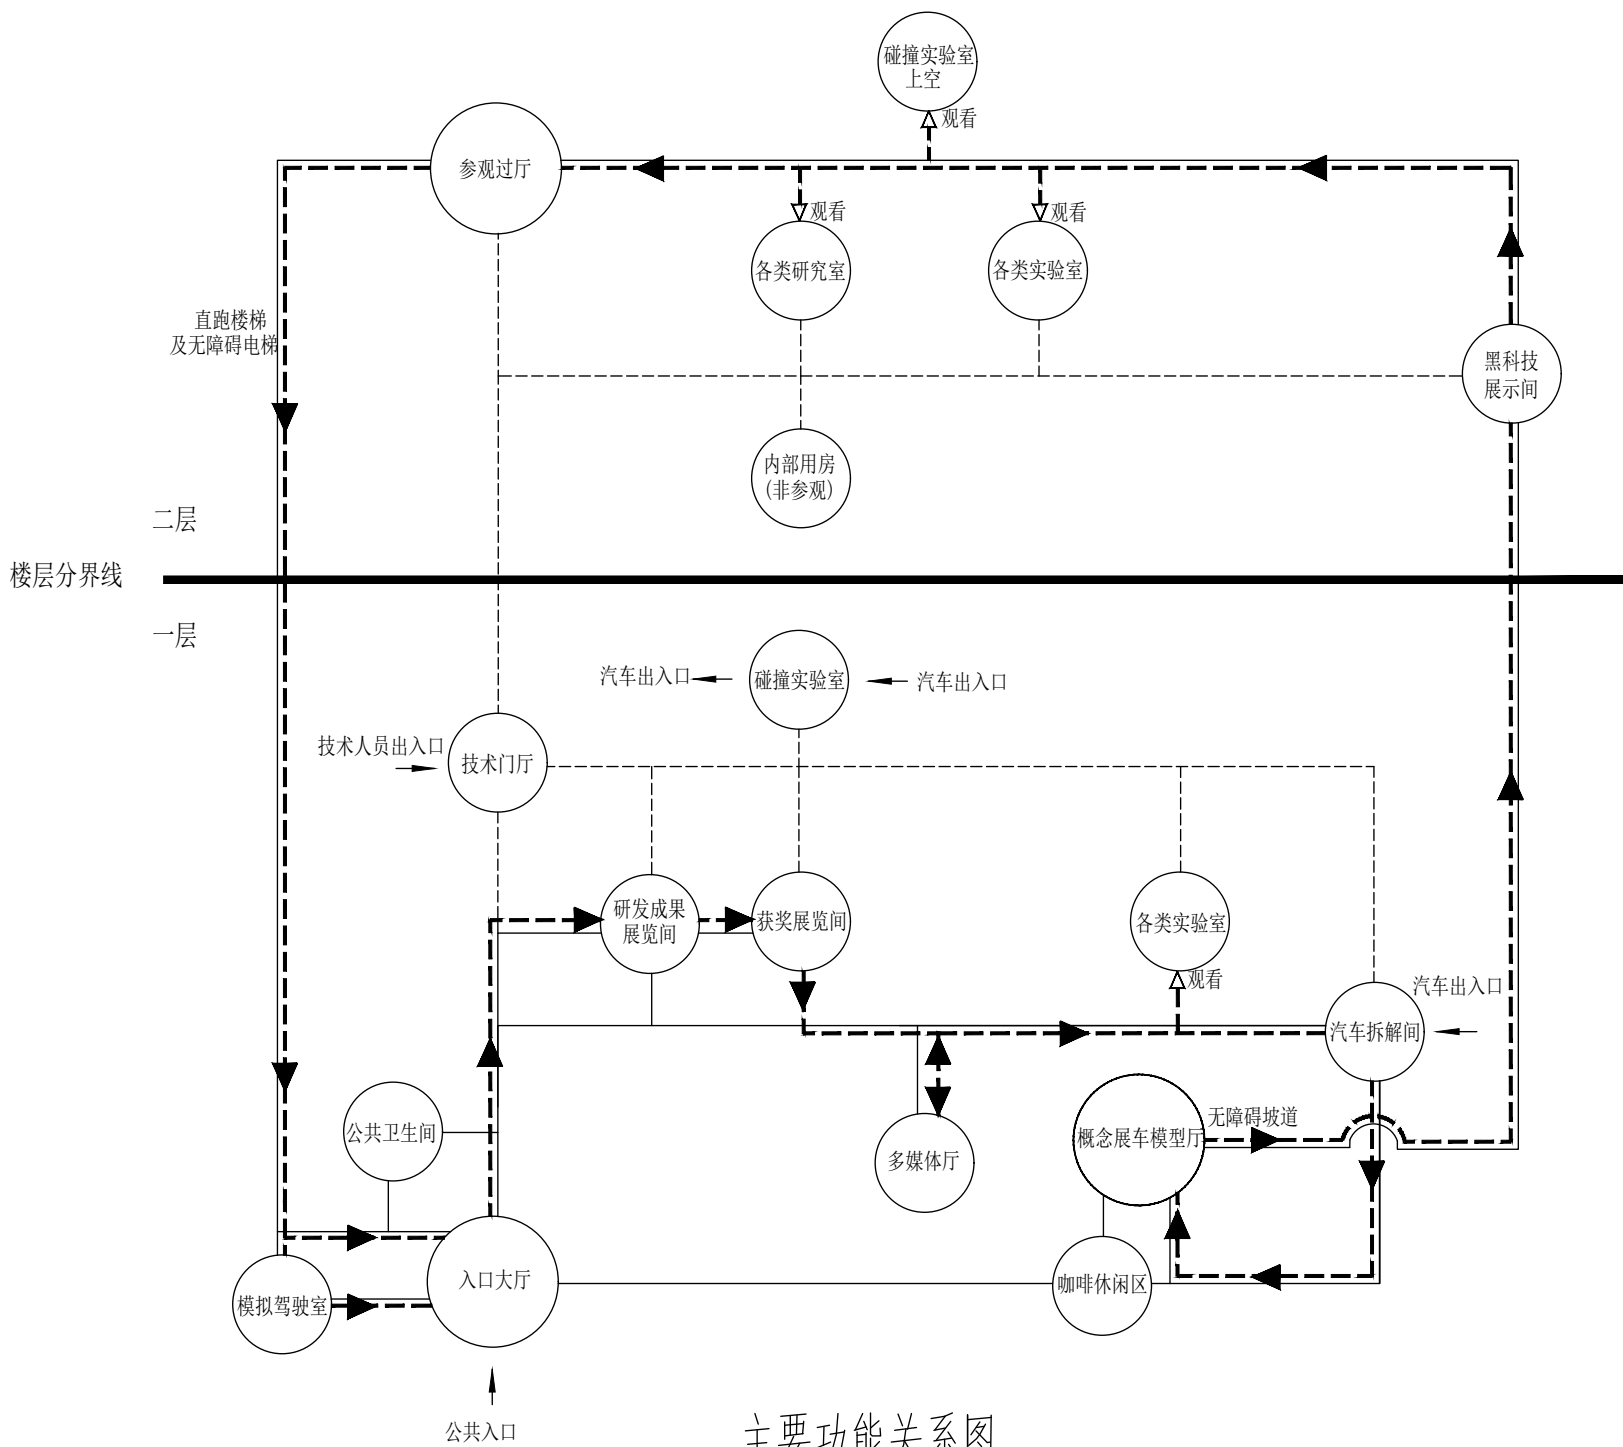 碰撞实验室
上空
观看
参观过厅
观看
观看
各类研究室
各类实验室
直跑楼梯
及无障碍电梯
黑科技
展示间
内部用房
(非参观)
二层
楼层分界线
一层
汽车出入口
碰撞实验室
汽车出入口
技术人员出入口
技术门厅
研发成果
展览间
获奖展览间
各类实验室
观看
汽车出入口
汽车拆解间
公共卫生间
无障碍坡道
概念展车模型厅
多媒体厅
入口大厅
咖啡休闲区
模拟驾驶室
公共入口
主要功能关系图